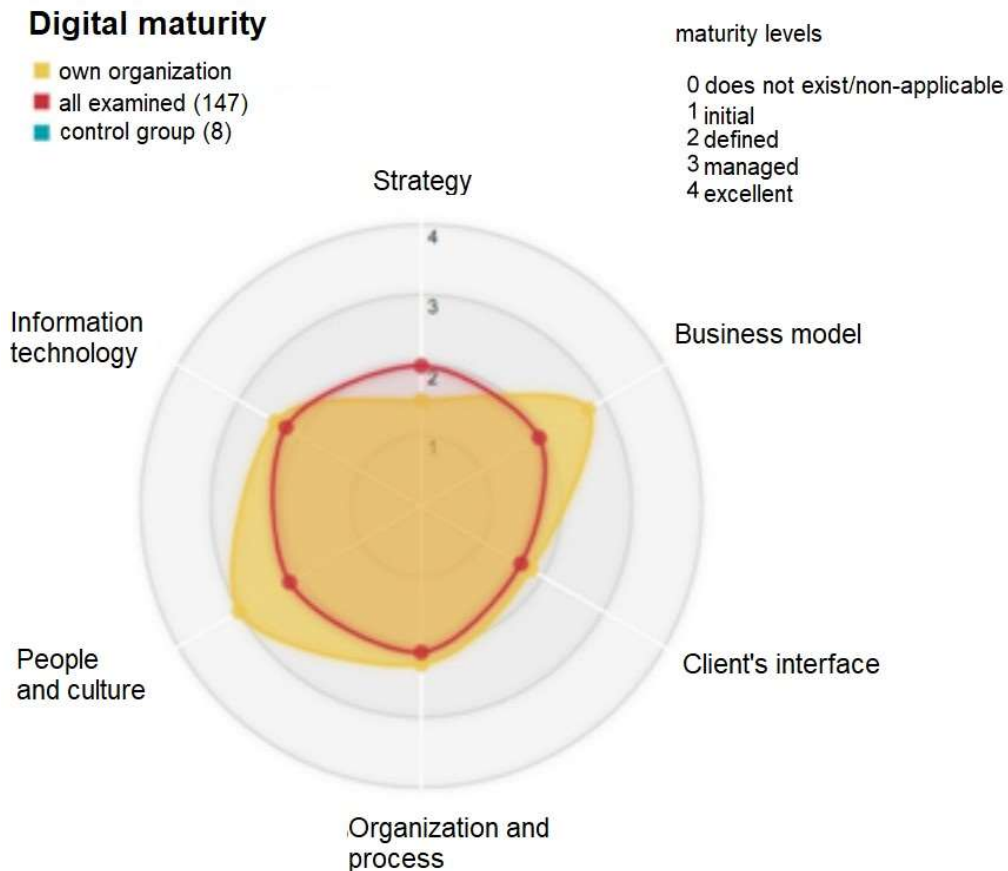 Digital maturity
own organization
all examined (147)
control group (8)
maturity levels
0 does not exist/non-applicable
1 initial
2 defined
3 managed
4 excellent
Strategy
4
3
2
1
Business model
Information
technology
Client's interface
People
and culture
Organization and
process